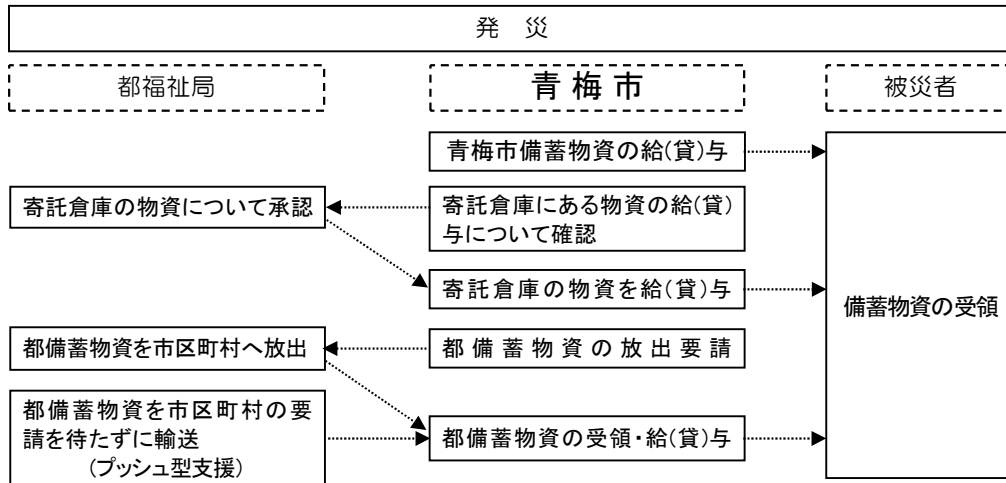 発 災
都福祉局 青梅市 被災者
青梅市備蓄物資の給(貸)与
寄託倉庫の物資について承認
寄託倉庫にある物資の給(貸)
与について確認
寄託倉庫の物資を給(貸)与
備蓄物資の受領
都備蓄物資を市区町村へ放出
都備蓄物資の放出要請
都備蓄物資を市区町村の要
請を待たずに輸送
(プッシュ型支援)
都備蓄物資の受領・給(貸)与